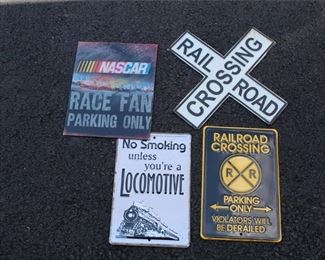 NASCAR
RACE FAN
PARKING ONLY
RAIL ROAD
CROSSING
No Smoking
unless
you're a
LOCOMOTIVE
RAILROAD
CROSSING
R R
PARKING
ONLY
VIOLATORS WILL
BE DERAILED